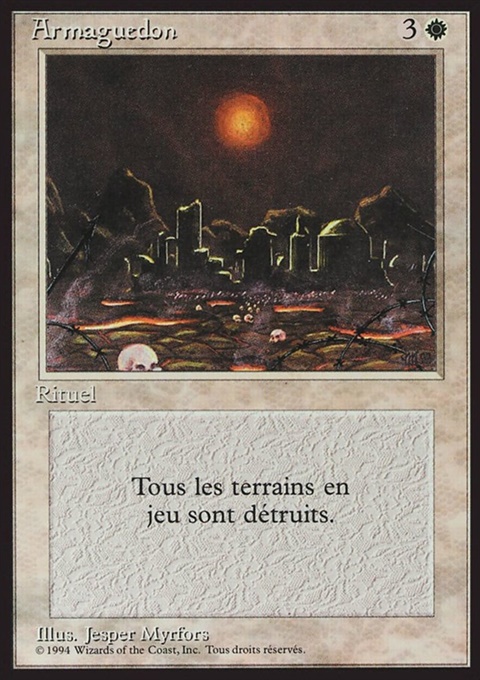 Armaguedon 3
Rituel
Tous les terrains en
jeu sont détruits.
Illus. Jesper Myrfors
© 1994 Wizards of the Coast, Inc. Tous droits réservés.